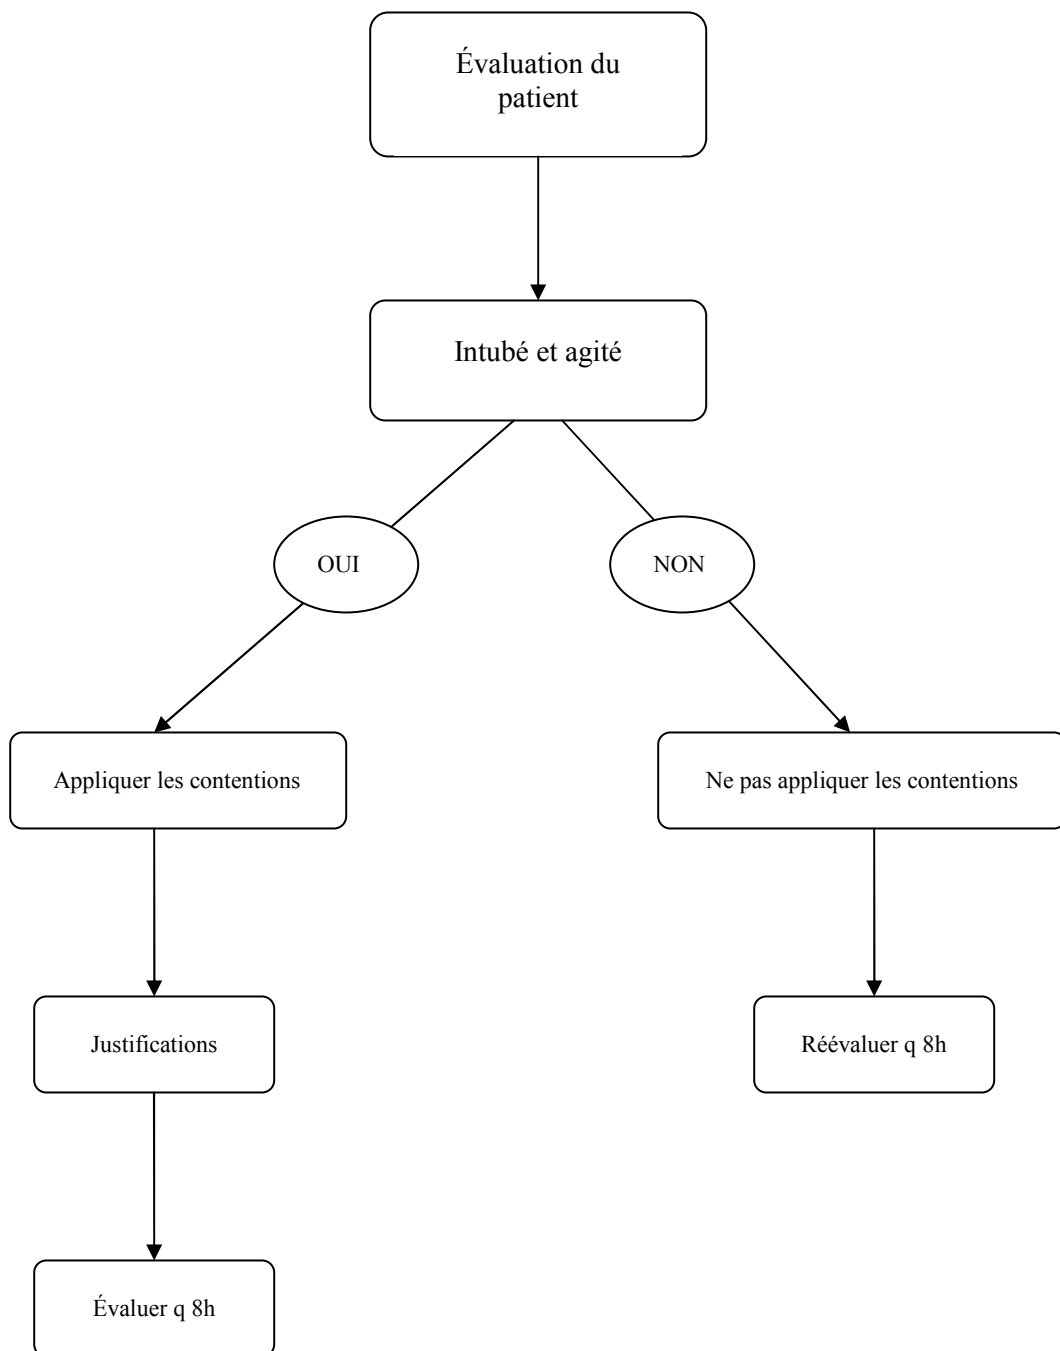 Évaluation du
patient
Intubé et agité
OUI
NON
Appliquer les contentions
Ne pas appliquer les contentions
Justifications
Réévaluer q 8h
Évaluer q 8h